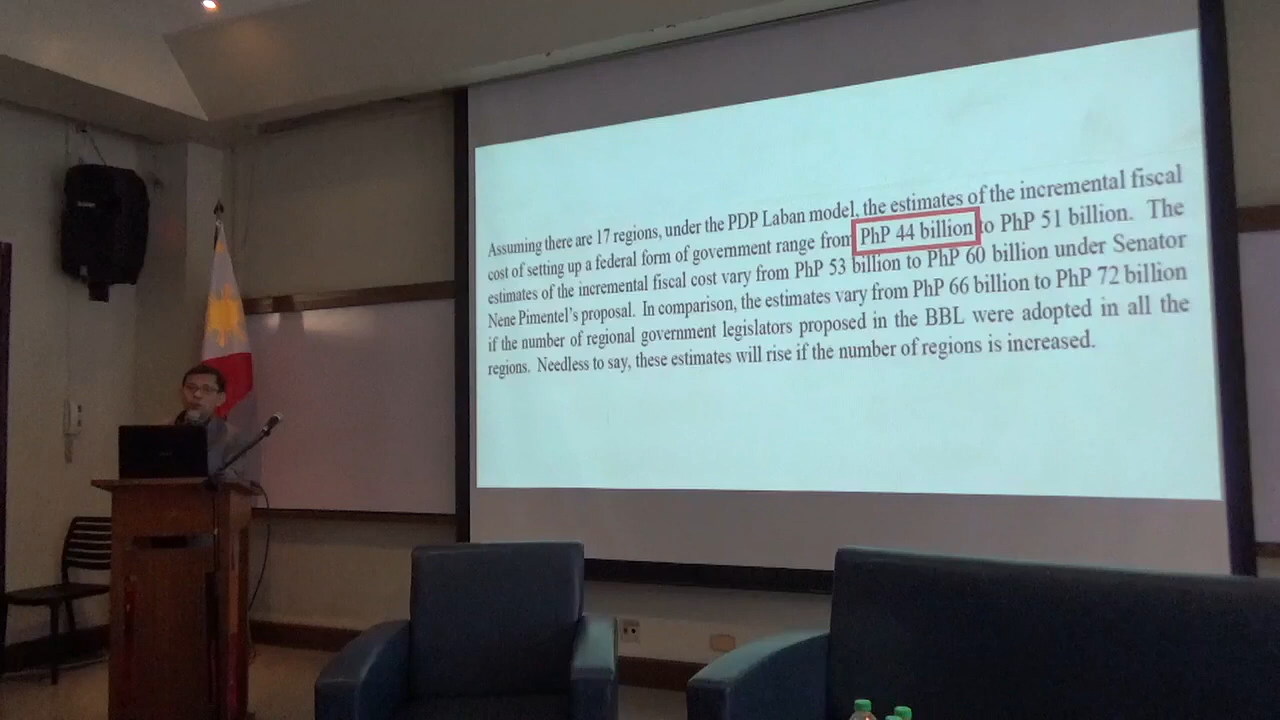 Assuming there are 17 regions, under the PDP Laban model, the estimates of the incremental fiscal
cost of setting up a federal form of government range from PhP 44 billion to PhP 51 billion. The
estimates of the incremental fiscal cost vary from PhP 53 billion to PhP 60 billion under Senator
Nene Pimentel's proposal. In comparison, the estimates vary from PhP 66 billion to PhP 72 billion
if the number of regional government legislators proposed in the BBL were adopted in all the
regions. Needless to say, these estimates will rise if the number of regions is increased.